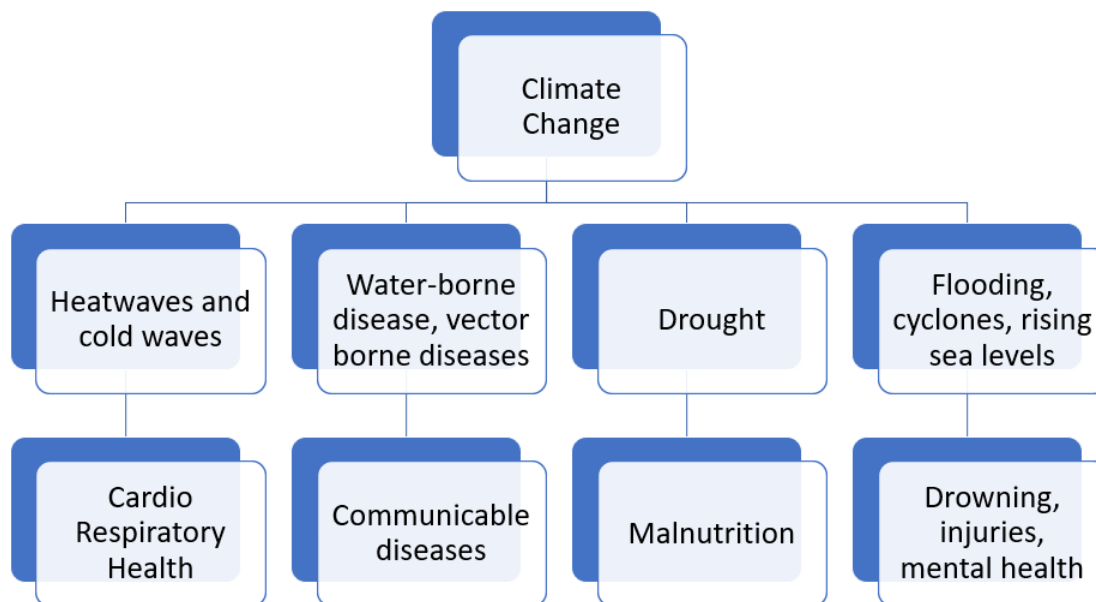 Climate
Change
Heatwaves and
cold waves
Water-borne
disease, vector
borne diseases
Drought
Flooding,
cyclones, rising
sea levels
Cardio
Respiratory
Health
Communicable
diseases
Malnutrition
Drowning,
injuries,
mental health